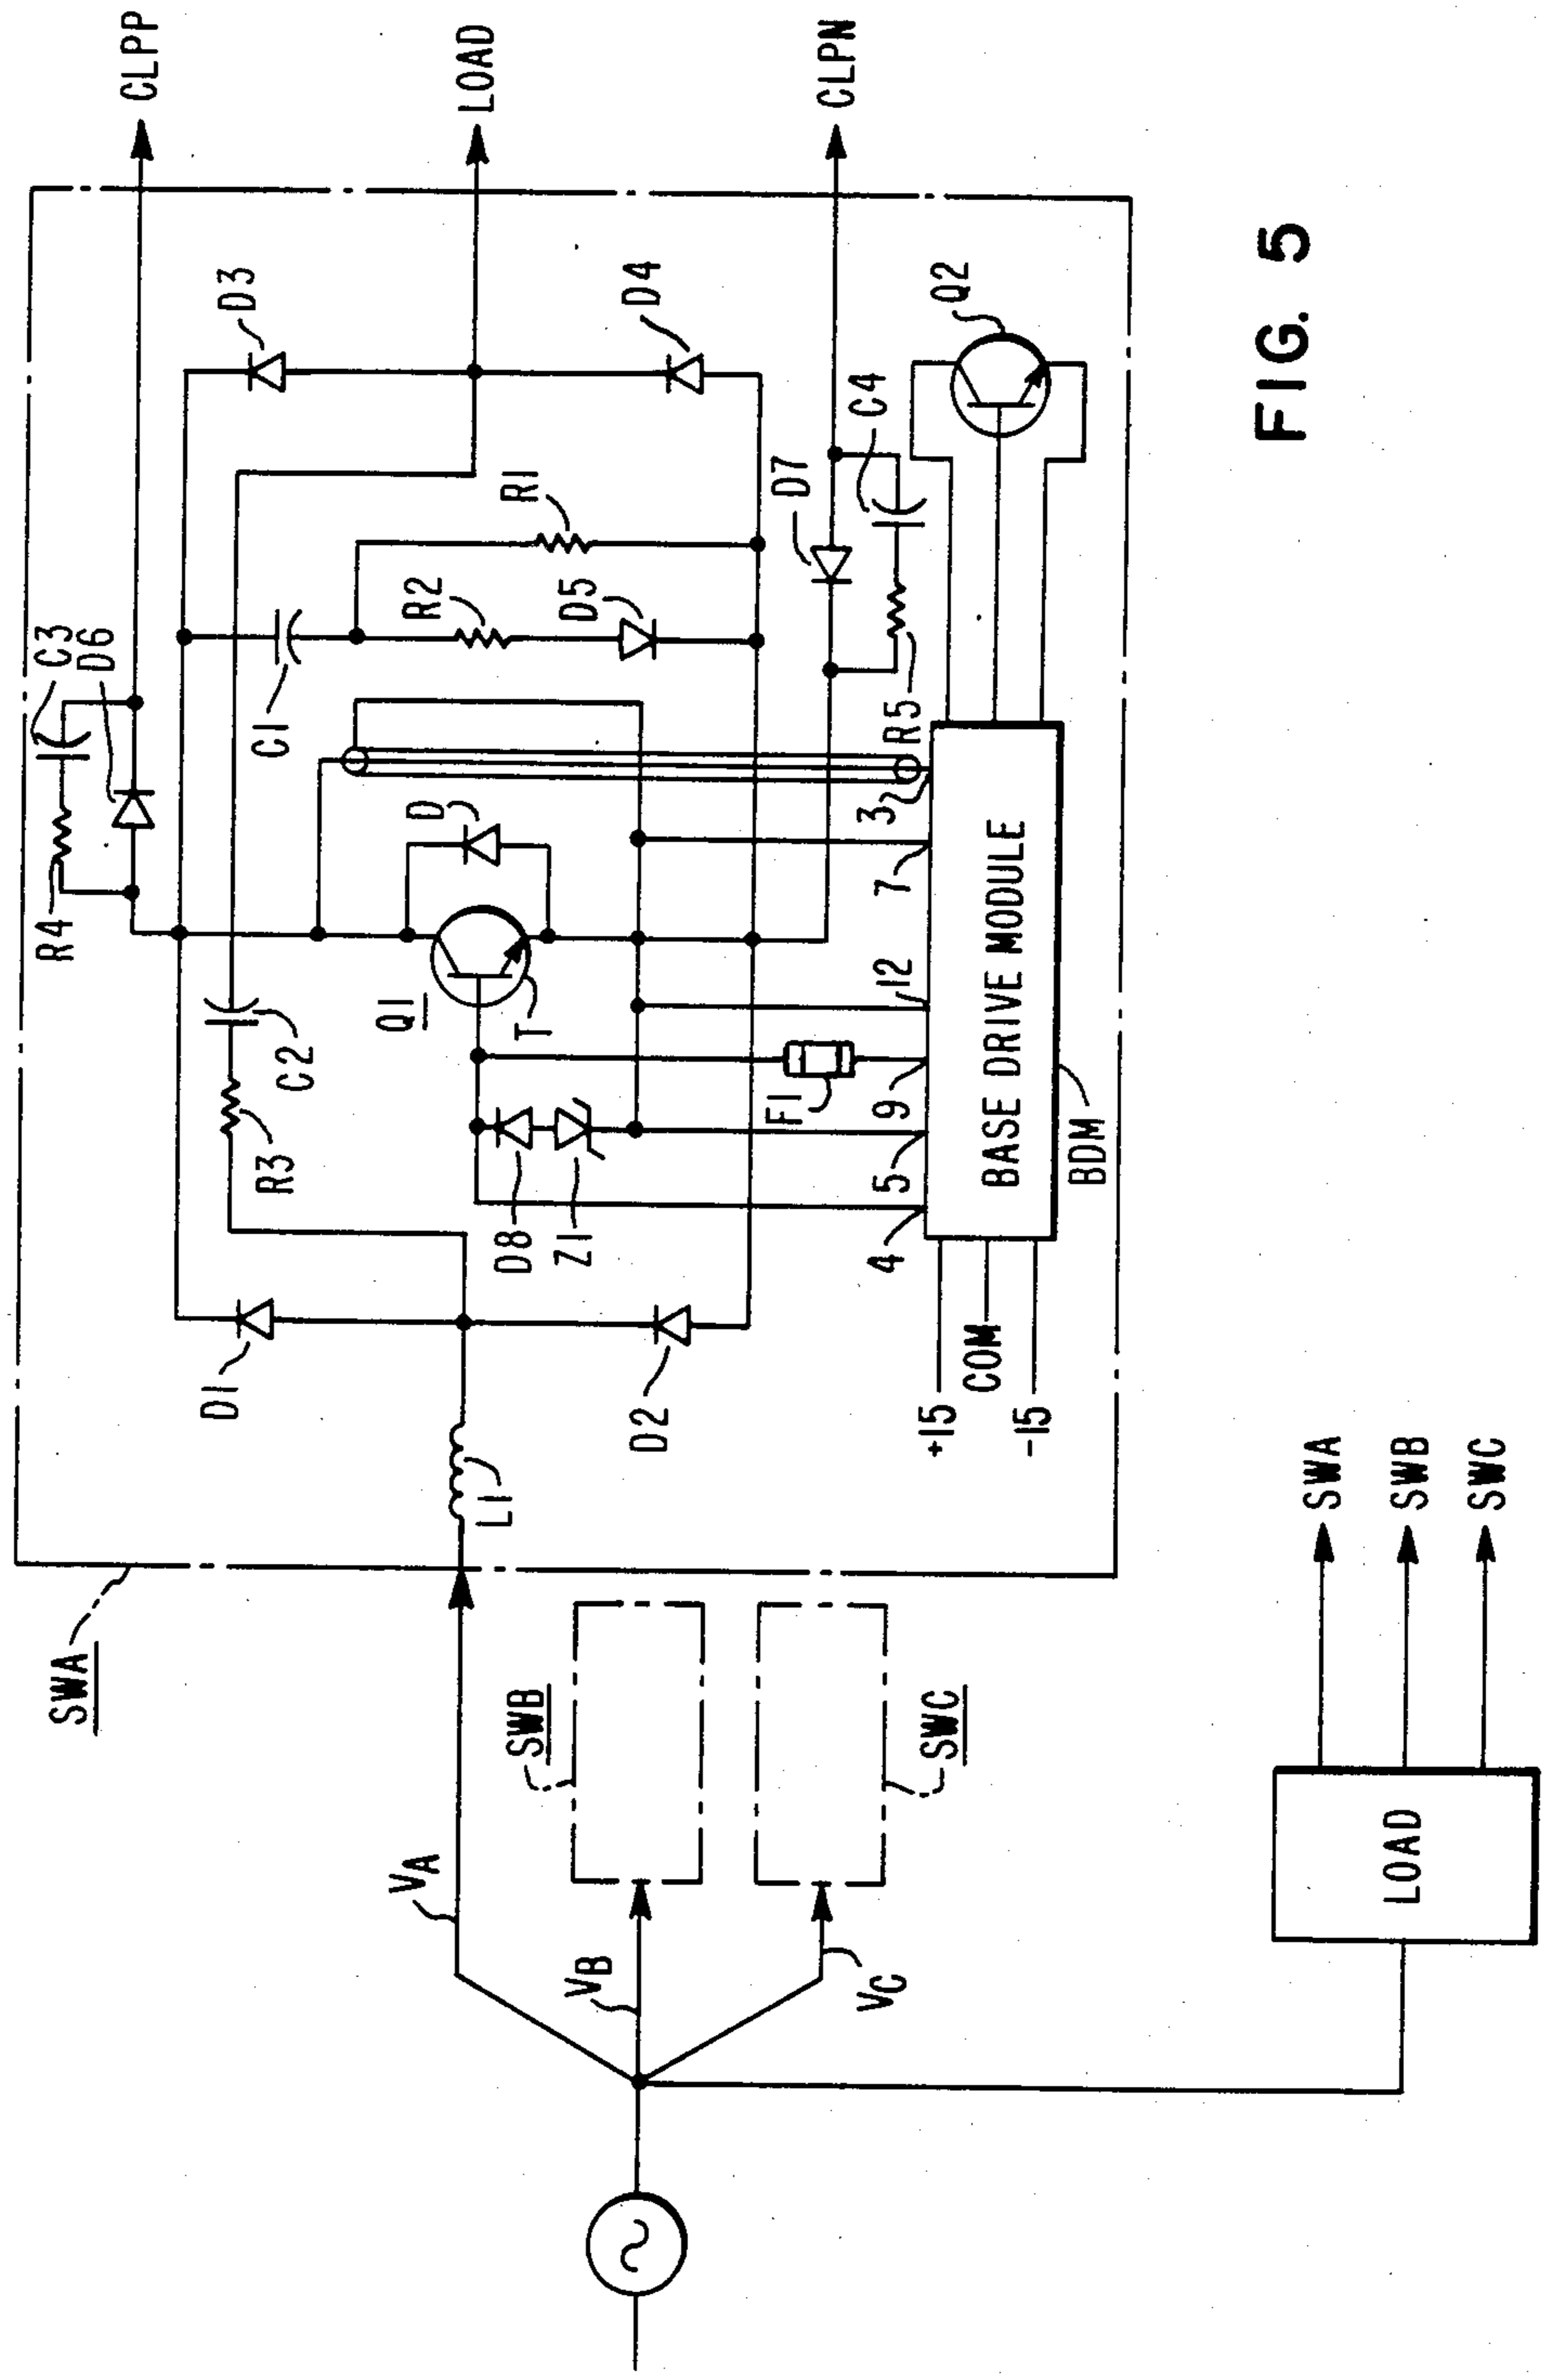 SWA
R4
C3
D6
CLPP
D1
R3
C2
C1
D3
LOAD
Q1
D
R2
R1
T
D5
D4
L1
D8
Z1
F1
D2
D7
C4
Q2
CLPN
4
5
9
12
7
3
R5
+15
COM
-15
BASE DRIVE MODULE
BDM
VA
VB
VC
SWB
SWC
LOAD
SWA
SWB
SWC
FIG. 5